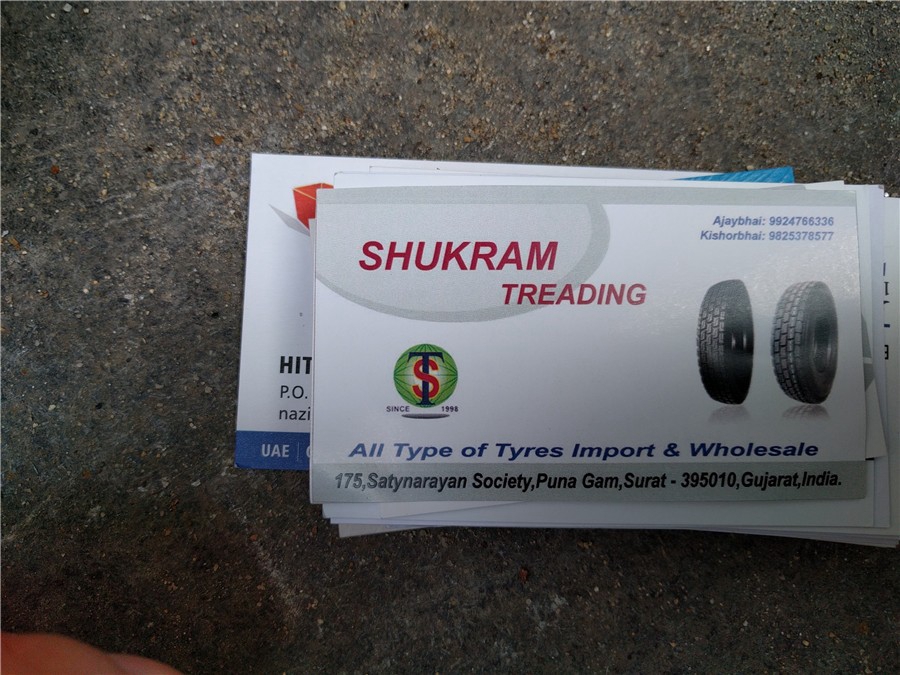 Ajaybhai: 9924766336
Kishorbhai: 9825378577
SHUKRAM
TREADING
TS
SINCE 1998
All Type of Tyres Import & Wholesale
175,Satynarayan Society,Puna Gam,Surat - 395010,Gujarat,India.
HIT
P.O.
nazi
UAE